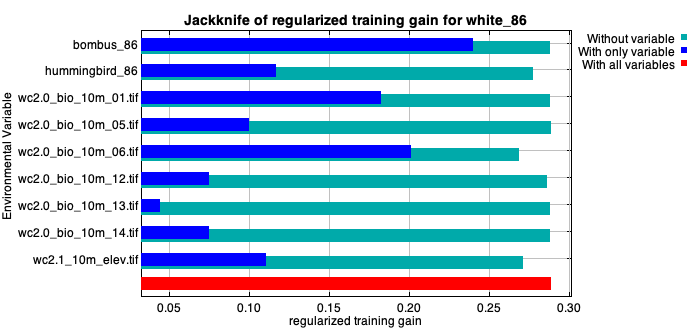 Jackknife of regularized training gain for white_86
Without variable
With only variable
With all variables
Environmental Variable
bombus_86
hummingbird_86
wc2.0_bio_10m_01.tif
wc2.0_bio_10m_05.tif
wc2.0_bio_10m_06.tif
wc2.0_bio_10m_12.tif
wc2.0_bio_10m_13.tif
wc2.0_bio_10m_14.tif
wc2.1_10m_elev.tif
0.05 0.10 0.15 0.20 0.25 0.30
regularized training gain